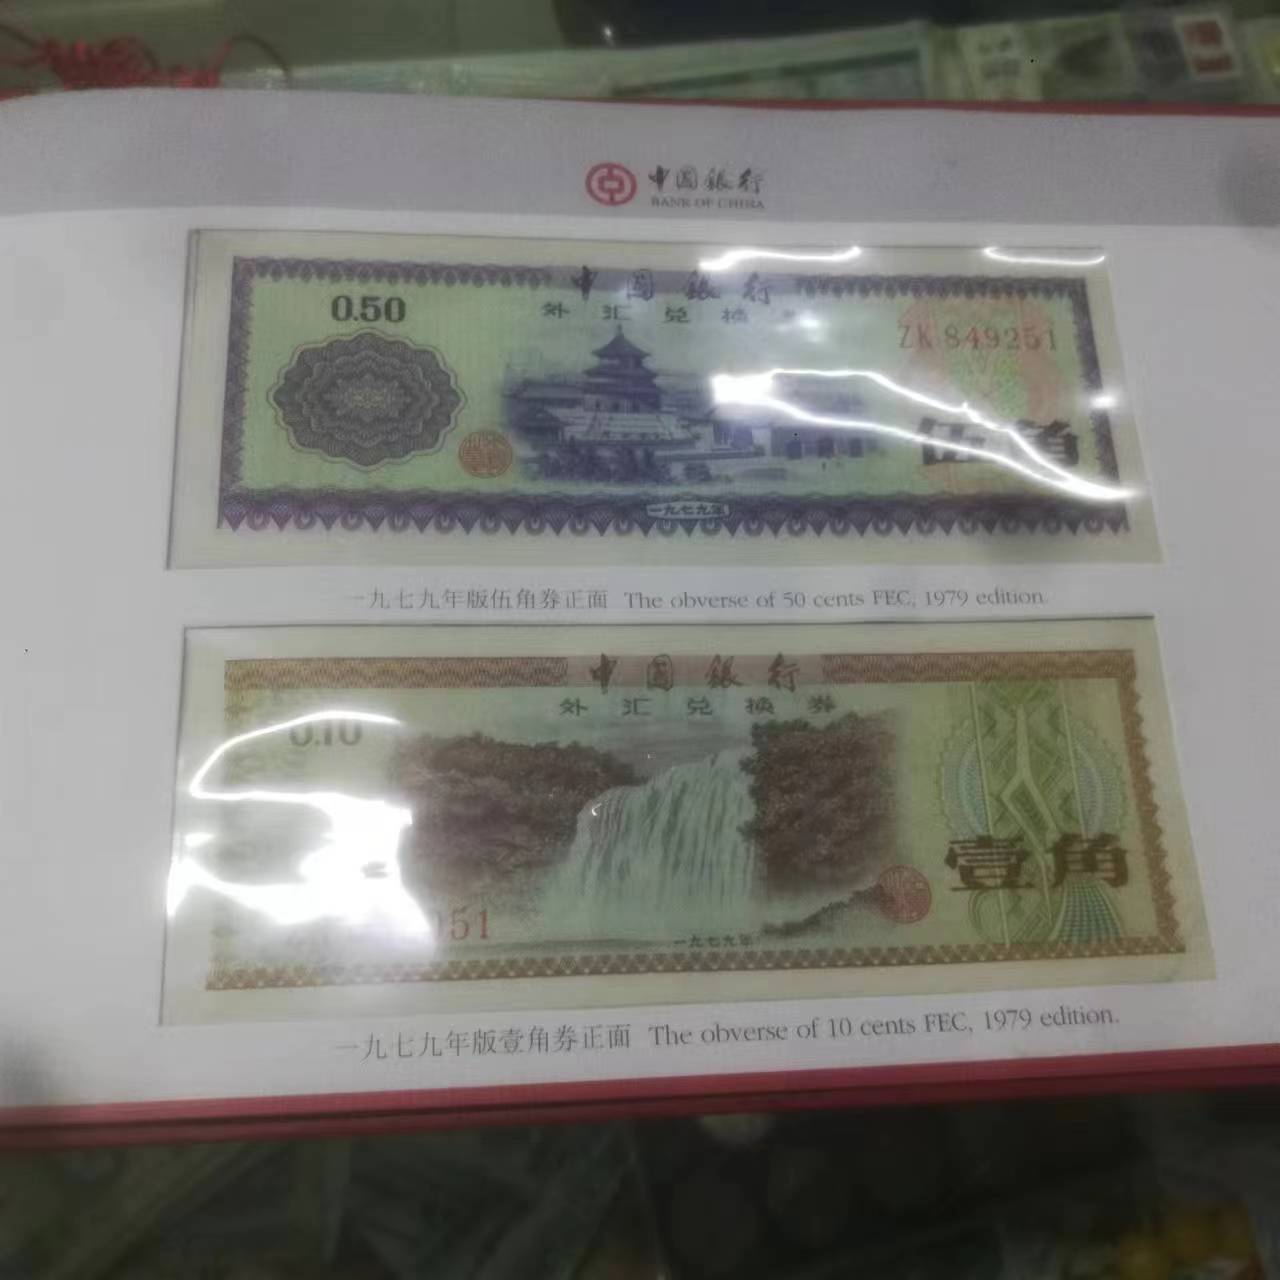 中国銀行
BANK OF CHINA
中国銀行
0.50
外汇兑换券
ZK 849251
伍角
一九七九年
一九七九年版伍角券正面 The obverse of 50 cents FEC, 1979 edition.
中国銀行
外汇兑换券
0.10
壹角
51
一九七九年
一九七九年版壹角券正面 The obverse of 10 cents FEC, 1979 edition.